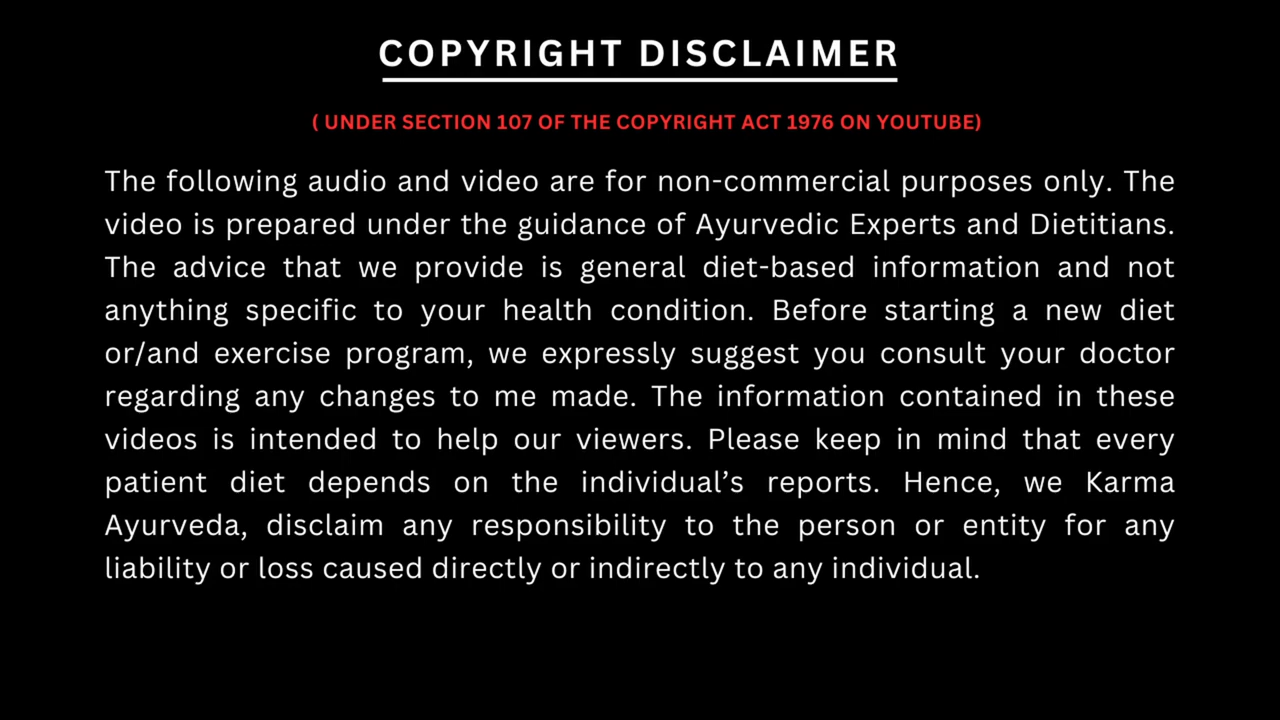 COPYRIGHT DISCLAIMER
( UNDER SECTION 107 OF THE COPYRIGHT ACT 1976 ON YOUTUBE)
The following audio and video are for non-commercial purposes only. The
video is prepared under the guidance of Ayurvedic Experts and Dietitians.
The advice that we provide is general diet-based information and not
anything specific to your health condition. Before starting a new diet
or/and exercise program, we expressly suggest you consult your doctor
regarding any changes to me made. The information contained in these
videos is intended to help our viewers. Please keep in mind that every
patient diet depends on the individual’s reports. Hence, we Karma
Ayurveda, disclaim any responsibility to the person or entity for any
liability or loss caused directly or indirectly to any individual.